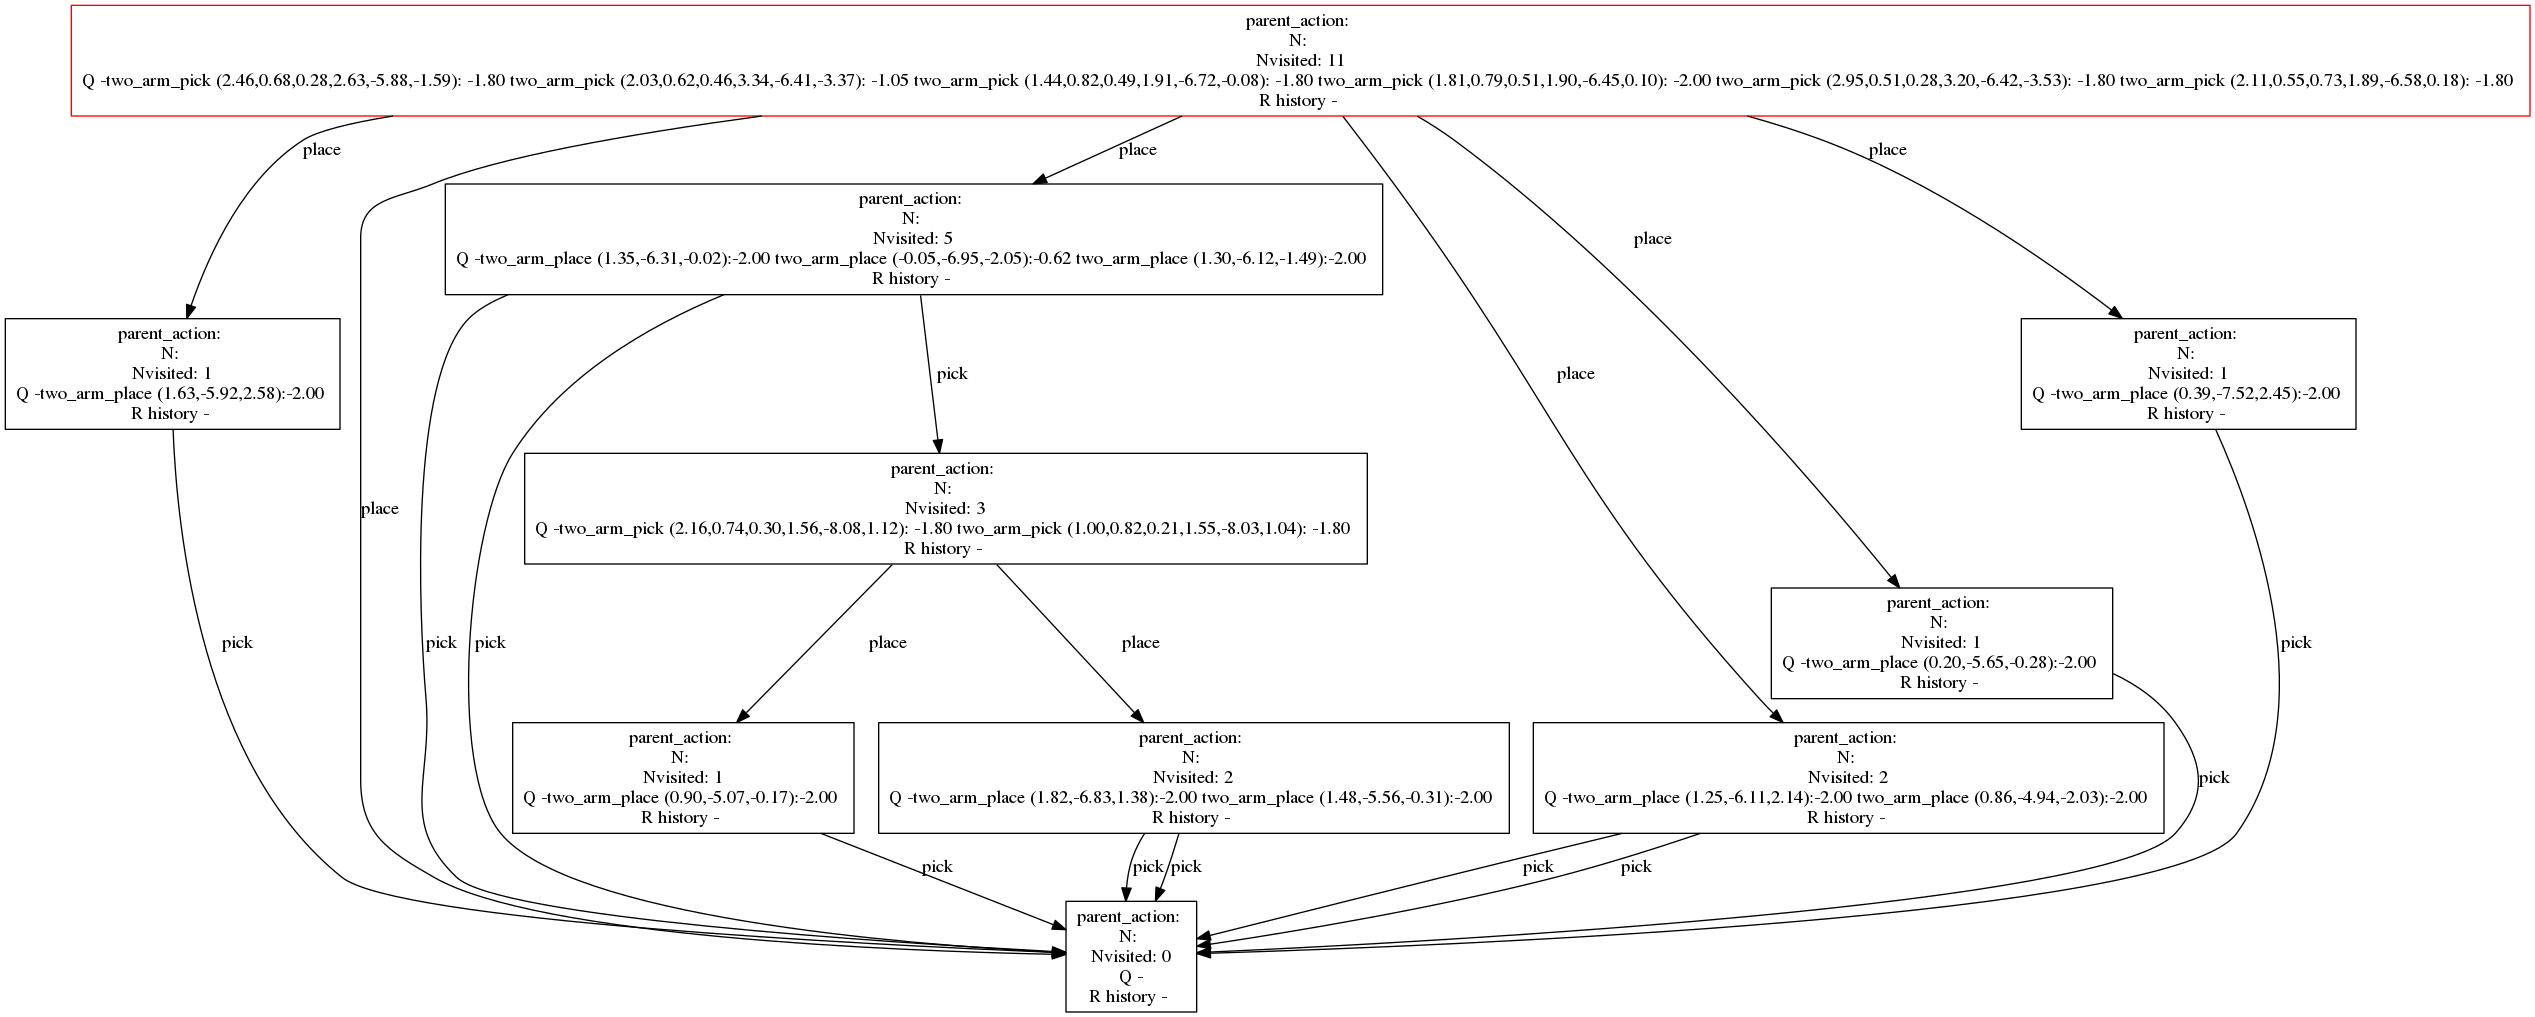 parent_action:
N:
Nvisited: 11
Q -two_arm_pick (2.46,0.68,0.28,2.63,-5.88,-1.59): -1.80 two_arm_pick (2.03,0.62,0.46,3.34,-6.41,-3.37): -1.05 two_arm_pick (1.44,0.82,0.49,1.91,-6.72,-0.08): -1.80 two_arm_pick (1.81,0.79,0.51,1.90,-6.45,0.10): -2.00 two_arm_pick (2.95,0.51,0.28,3.20,-6.42,-3.53): -1.80 two_arm_pick (2.11,0.55,0.73,1.89,-6.58,0.18): -1.80
R history -
place
place
place
parent_action:
N:
Nvisited: 5
Q -two_arm_place (1.35,-6.31,-0.02):-2.00 two_arm_place (-0.05,-6.95,-2.05):-0.62 two_arm_place (1.30,-6.12,-1.49):-2.00
R history -
place
parent_action:
N:
Nvisited: 1
Q -two_arm_place (1.63,-5.92,2.58):-2.00
R history -
pick
place
parent_action:
N:
Nvisited: 1
Q -two_arm_place (0.39,-7.52,2.45):-2.00
R history -
place
parent_action:
N:
Nvisited: 3
Q -two_arm_pick (2.16,0.74,0.30,1.56,-8.08,1.12): -1.80 two_arm_pick (1.00,0.82,0.21,1.55,-8.03,1.04): -1.80
R history -
pick
pick
pick
place
place
parent_action:
N:
Nvisited: 1
Q -two_arm_place (0.20,-5.65,-0.28):-2.00
R history -
pick
parent_action:
N:
Nvisited: 1
Q -two_arm_place (0.90,-5.07,-0.17):-2.00
R history -
parent_action:
N:
Nvisited: 2
Q -two_arm_place (1.82,-6.83,1.38):-2.00 two_arm_place (1.48,-5.56,-0.31):-2.00
R history -
parent_action:
N:
Nvisited: 2
Q -two_arm_place (1.25,-6.11,2.14):-2.00 two_arm_place (0.86,-4.94,-2.03):-2.00
R history -
pick
pick
pick
pick
pick
pick
parent_action:
N:
Nvisited: 0
Q -
R history -